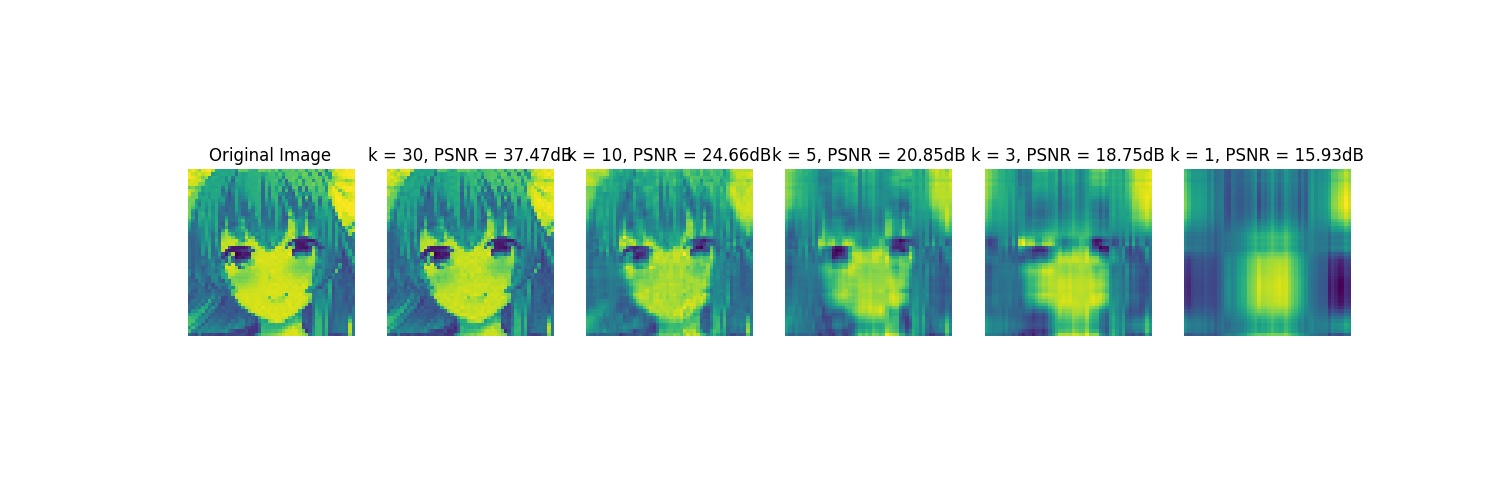 Original Image
k = 30, PSNR = 37.47dB
k = 10, PSNR = 24.66dB
k = 5, PSNR = 20.85dB
k = 3, PSNR = 18.75dB
k = 1, PSNR = 15.93dB